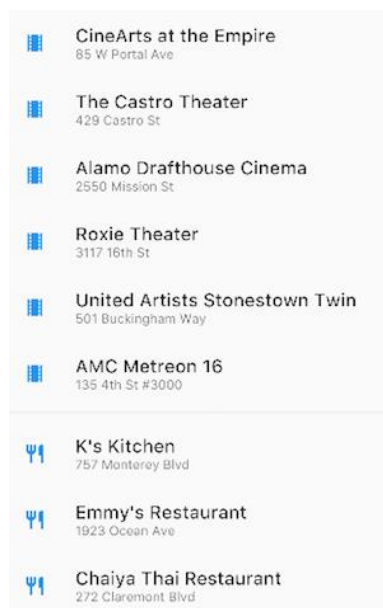 CineArts at the Empire
85 W Portal Ave
The Castro Theater
429 Castro St
Alamo Drafthouse Cinema
2550 Mission St
Roxie Theater
3117 16th St
United Artists Stonestown Twin
501 Buckingham Way
AMC Metreon 16
135 4th St #3000
K's Kitchen
757 Monterey Blvd
Emmy's Restaurant
1923 Ocean Ave
Chaiya Thai Restaurant
272 Claremont Blvd